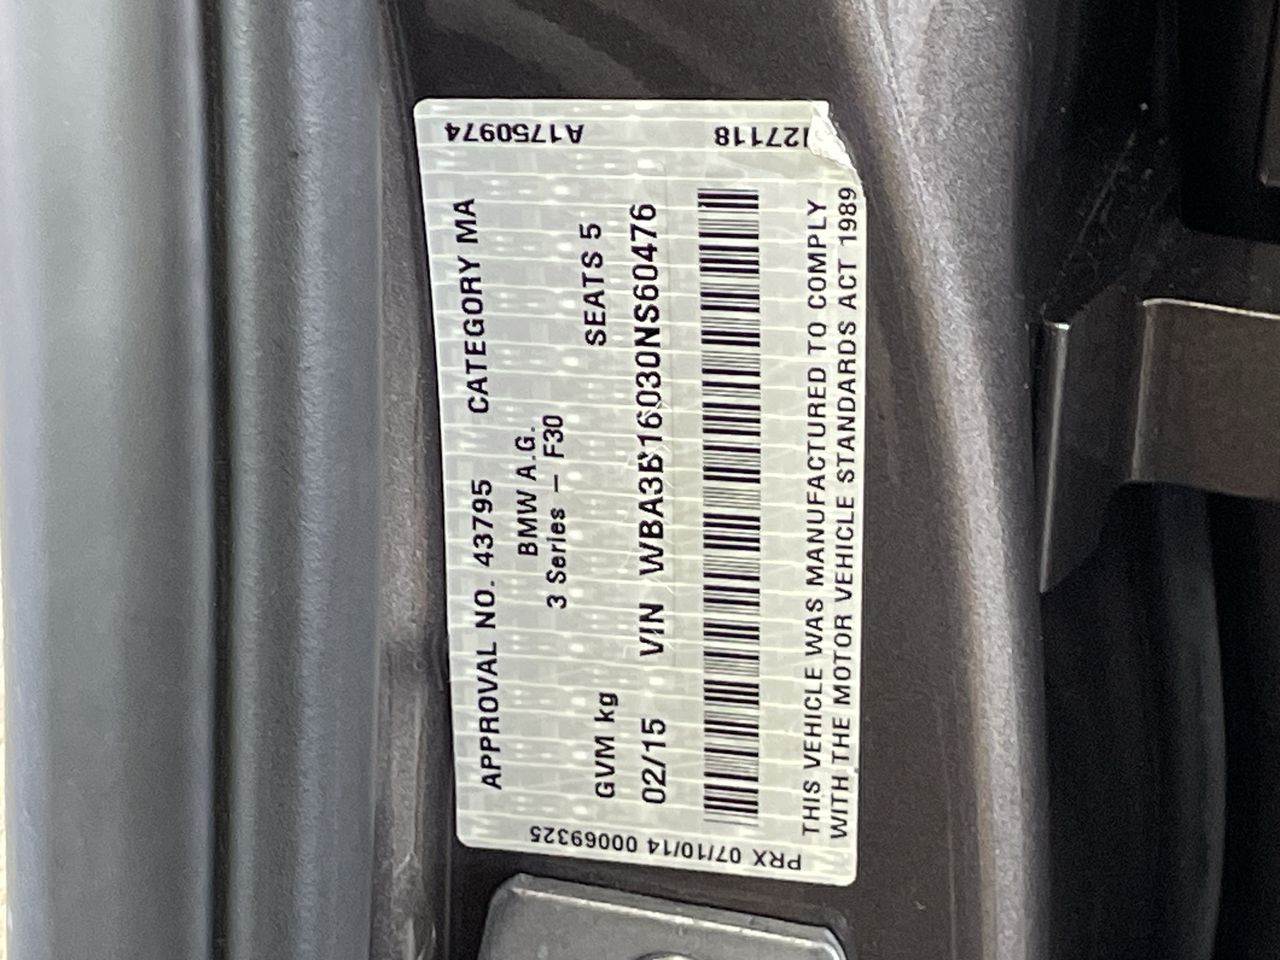 APPROVAL NO. 43795 CATEGORY MA
BMW A.G.
3 Series — F30
GVM kg SEATS 5
02/15 VIN WBA3B16030NS60476
THIS VEHICLE WAS MANUFACTURED TO COMPLY
WITH THE MOTOR VEHICLE STANDARDS ACT 1989
A1750974
127118
PRX 07/10/14 00069325